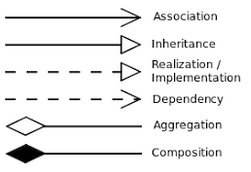 Association
Inheritance
Realization /
Implementation
Dependency
Aggregation
Composition